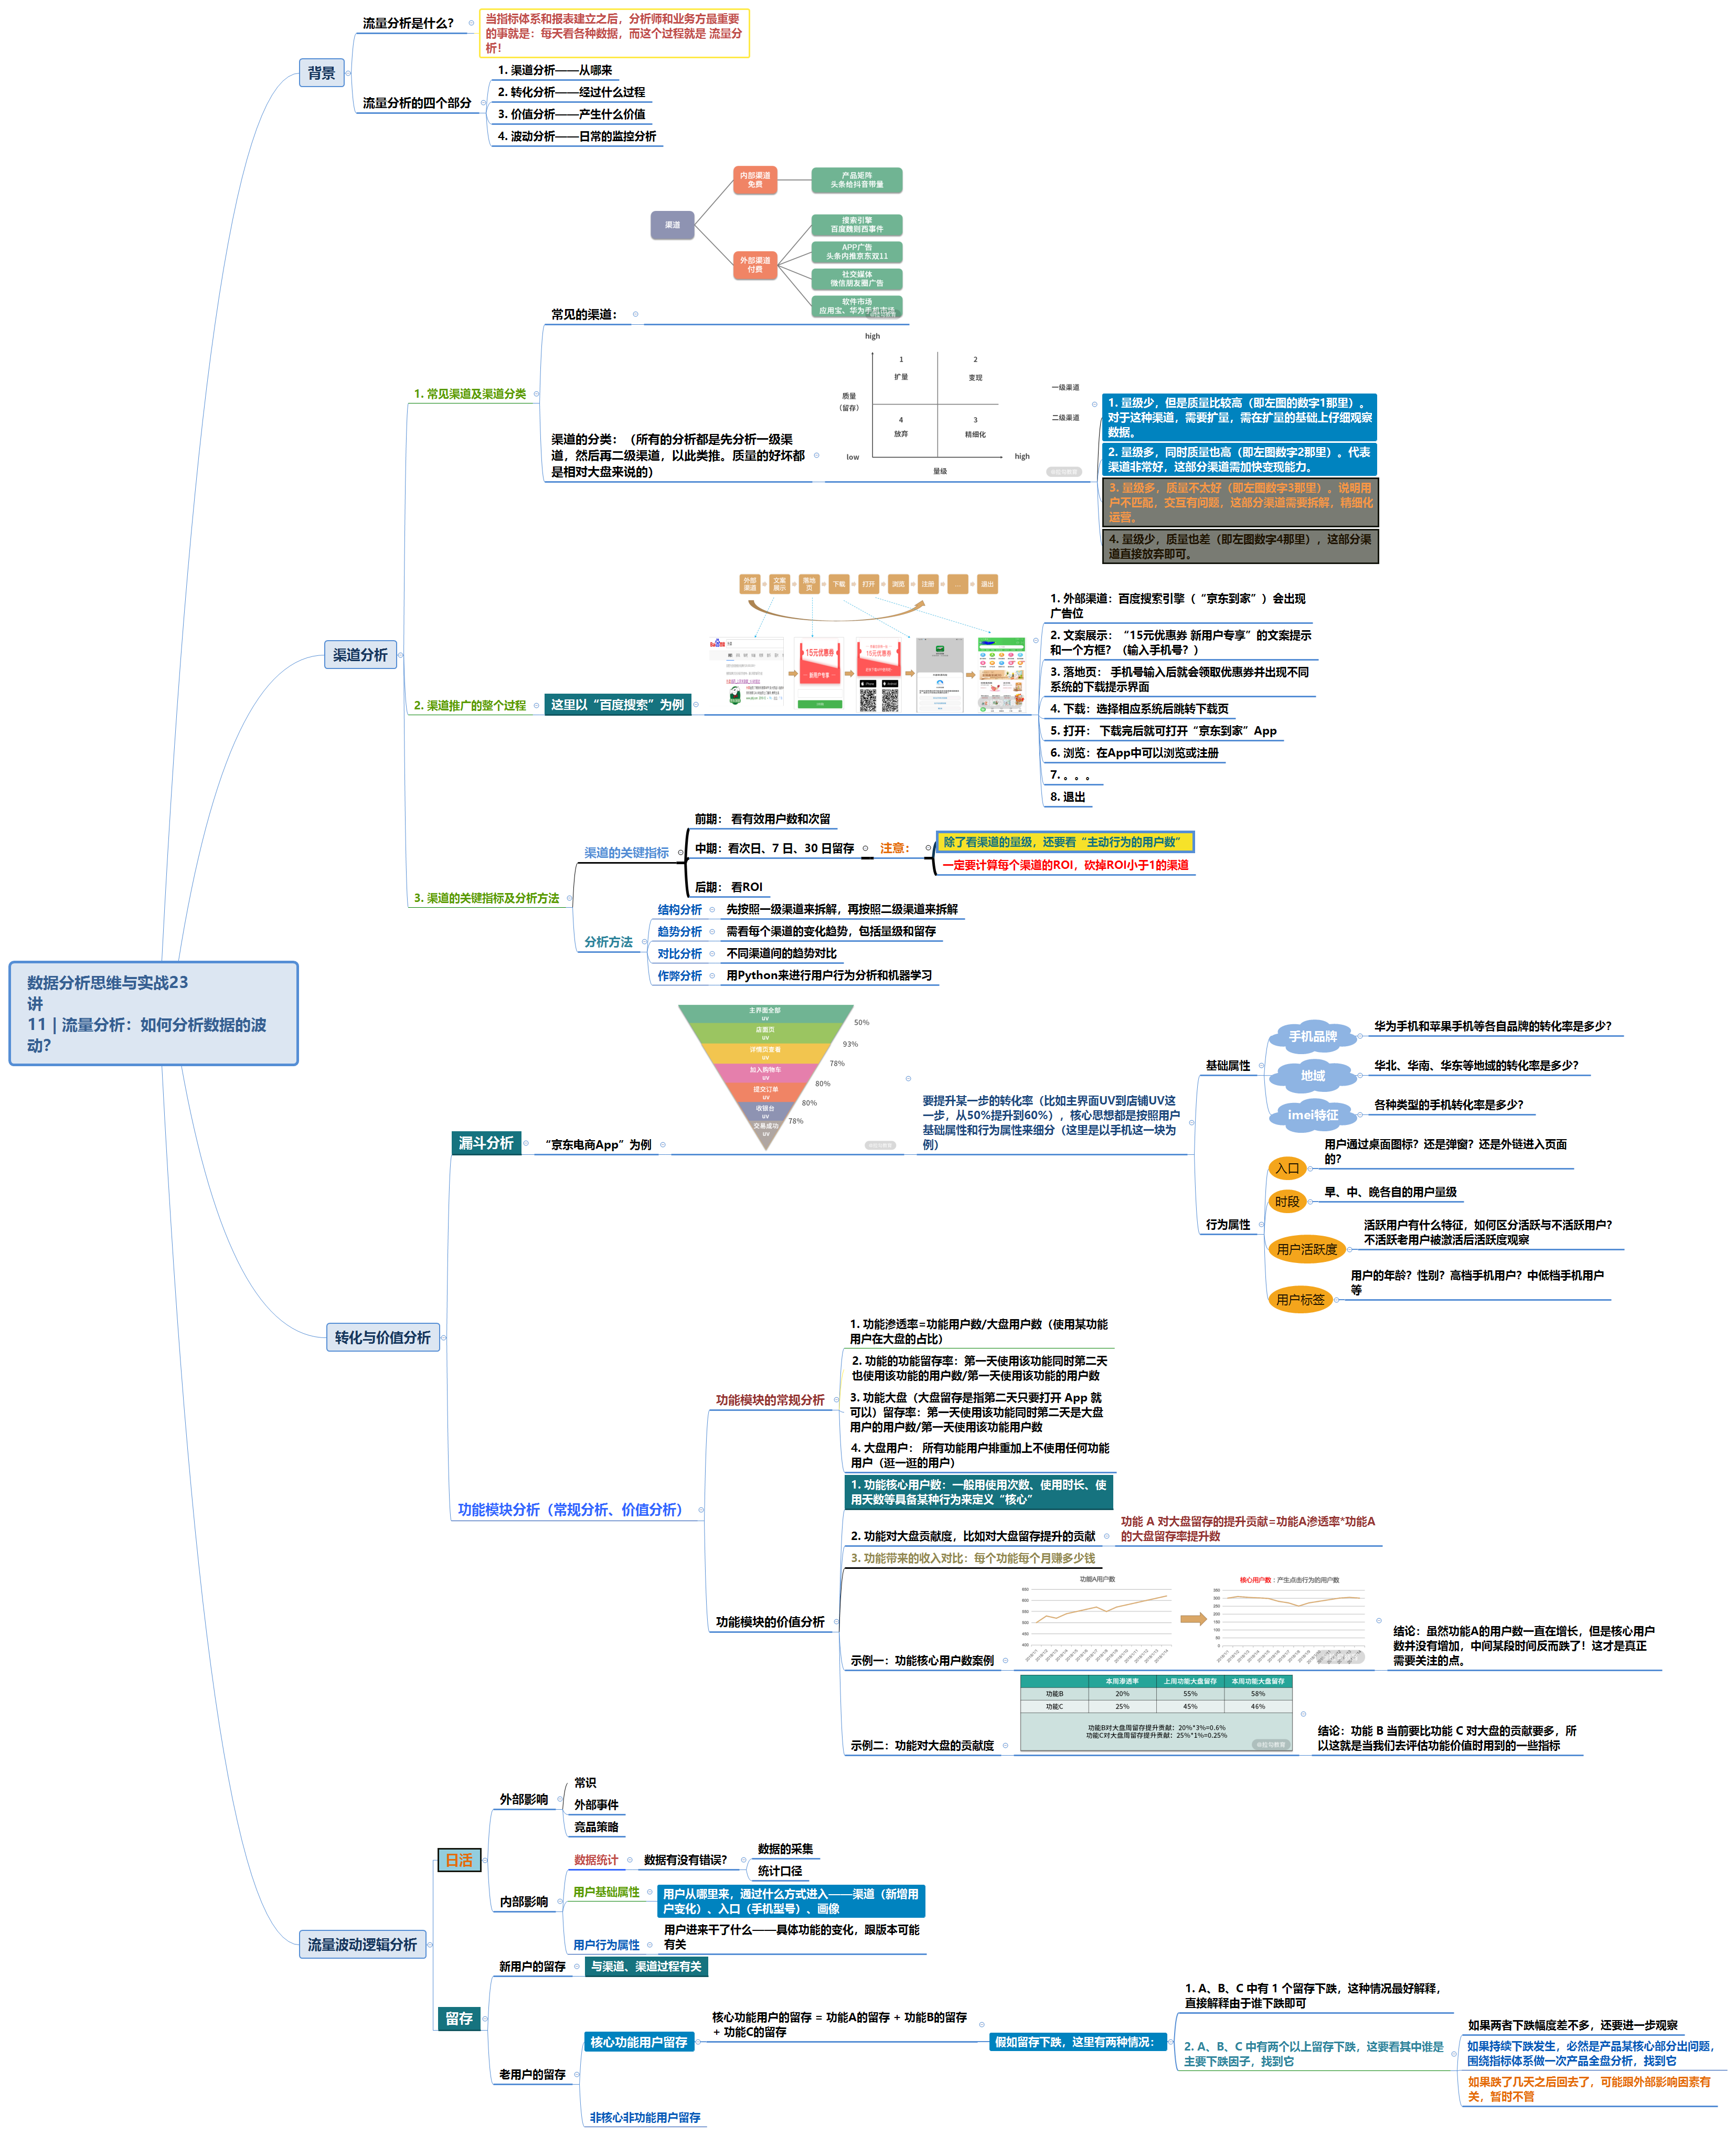 数据分析思维与实战23
讲
11 | 流量分析：如何分析数据的波
动？
背景
流量分析是什么？
当指标体系和报表建立之后，分析师和业务方最重要
的事就是：每天看各种数据，而这个过程就是 流量分
析！
流量分析的四个部分
1. 渠道分析——从哪来
2. 转化分析——经过什么过程
3. 价值分析——产生什么价值
4. 波动分析——日常的监控分析
渠道分析
1. 常见渠道及渠道分类
常见的渠道：
渠道
内部渠道
免费
产品矩阵
头条给抖音带量
外部渠道
付费
搜索引擎
百度魏则西事件
APP广告
头条内推京东双11
社交媒体
微信朋友圈广告
软件市场
应用宝、华为手机市场
渠道的分类：（所有的分析都是先分析一级渠
道，然后再二级渠道，以此类推。质量的好坏都
是相对大盘来说的）
high
质量
（留存）
low
1
扩量
2
变现
4
放弃
3
精细化
high
量级
一级渠道
二级渠道
1. 量级少，但是质量比较高（即左图的数字1那里）。
对于这种渠道，需要扩量，需在扩量的基础上仔细观察
数据。
2. 量级多，同时质量也高（即左图数字2那里）。代表
渠道非常好，这部分渠道需加快变现能力。
3. 量级多，质量不太好（即左图数字3那里）。说明用
户不匹配，交互有问题，这部分渠道需要拆解，精细化
运营。
4. 量级少，质量也差（即左图数字4那里），这部分渠
道直接放弃即可。
2. 渠道推广的整个过程
这里以“百度搜索”为例
外部
渠道
文案
展示
落地
页
下载
打开
浏览
注册
...
退出
15元优惠券
新用户专享
15元优惠券
1. 外部渠道：百度搜索引擎（“京东到家”）会出现
广告位
2. 文案展示：“15元优惠券 新用户专享”的文案提示
和一个方框？（输入手机号？）
3. 落地页： 手机号输入后就会领取优惠券并出现不同
系统的下载提示界面
4. 下载：选择相应系统后跳转下载页
5. 打开： 下载完后就可打开“京东到家”App
6. 浏览：在App中可以浏览或注册
7. 。。。
8. 退出
3. 渠道的关键指标及分析方法
渠道的关键指标
前期： 看有效用户数和次留
中期：看次日、7 日、30 日留存
注意：
除了看渠道的量级，还要看“主动行为的用户数”
一定要计算每个渠道的ROI，砍掉ROI小于1的渠道
后期： 看ROI
分析方法
结构分析
先按照一级渠道来拆解，再按照二级渠道来拆解
趋势分析
需看每个渠道的变化趋势，包括量级和留存
对比分析
不同渠道间的趋势对比
作弊分析
用Python来进行用户行为分析和机器学习
转化与价值分析
漏斗分析
“京东电商App”为例
主界面全部
uv
店面页
uv
详情页查看
uv
加入购物车
uv
提交订单
uv
收银台
uv
交易成功
uv
50%
93%
78%
80%
80%
78%
要提升某一步的转化率（比如主界面UV到店铺UV这
一步，从50%提升到60%），核心思想都是按照用户
基础属性和行为属性来细分（这里是以手机这一块为
例）
基础属性
手机品牌
华为手机和苹果手机等各自品牌的转化率是多少？
地域
华北、华南、华东等地域的转化率是多少？
imei特征
各种类型的手机转化率是多少？
行为属性
入口
用户通过桌面图标？还是弹窗？还是外链进入页面
的？
时段
早、中、晚各自的用户量级
用户活跃度
活跃用户有什么特征，如何区分活跃与不活跃用户？
不活跃老用户被激活后活跃度观察
用户标签
用户的年龄？性别？高档手机用户？中低档手机用户
等
功能模块分析（常规分析、价值分析）
功能模块的常规分析
1. 功能渗透率=功能用户数/大盘用户数（使用某功能
用户在大盘的占比）
2. 功能的功能留存率：第一天使用该功能同时第二天
也使用该功能的用户数/第一天使用该功能的用户数
3. 功能大盘（大盘留存是指第二天只要打开 App 就
可以）留存率：第一天使用该功能同时第二天是大盘
用户的用户数/第一天使用该功能用户数
4. 大盘用户： 所有功能用户排重加上不使用任何功能
用户（逛一逛的用户）
功能模块的价值分析
1. 功能核心用户数：一般用使用次数、使用时长、使
用天数等具备某种行为来定义“核心”
2. 功能对大盘贡献度，比如对大盘留存提升的贡献
功能 A 对大盘留存的提升贡献=功能A渗透率*功能A
的大盘留存率提升数
3. 功能带来的收入对比：每个功能每个月赚多少钱
示例一：功能核心用户数案例
功能A用户数
核心用户数：产生点击行为的用户数
结论：虽然功能A的用户数一直在增长，但是核心用户
数并没有增加，中间某段时间反而跌了！这才是真正
需要关注的点。
示例二：功能对大盘的贡献度
本周渗透率 上周功能大盘留存 本周功能大盘留存
功能B 20% 55% 58%
功能C 25% 45% 46%
功能B对大盘周留存提升贡献：20%*3%=0.6%
功能C对大盘周留存提升贡献：25%*1%=0.25%
结论：功能 B 当前要比功能 C 对大盘的贡献要多，所
以这就是当我们去评估功能价值时用到的一些指标
流量波动逻辑分析
日活
外部影响
常识
外部事件
竞品策略
内部影响
数据统计
数据有没有错误？
数据的采集
统计口径
用户基础属性
用户从哪里来，通过什么方式进入——渠道（新增用
户变化）、入口（手机型号）、画像
用户行为属性
用户进来干了什么——具体功能的变化，跟版本可能
有关
留存
新用户的留存
与渠道、渠道过程有关
老用户的留存
核心功能用户留存
核心功能用户的留存 = 功能A的留存 + 功能B的留存
+ 功能C的留存
假如留存下跌，这里有两种情况：
1. A、B、C 中有 1 个留存下跌，这种情况最好解释，
直接解释由于谁下跌即可
2. A、B、C 中有两个以上留存下跌，这要看其中谁是
主要下跌因子，找到它
如果两者下跌幅度差不多，还要进一步观察
如果持续下跌发生，必然是产品某核心部分出问题，
围绕指标体系做一次产品全盘分析，找到它
如果跌了几天之后回去了，可能跟外部影响因素有
关，暂时不管
非核心非功能用户留存